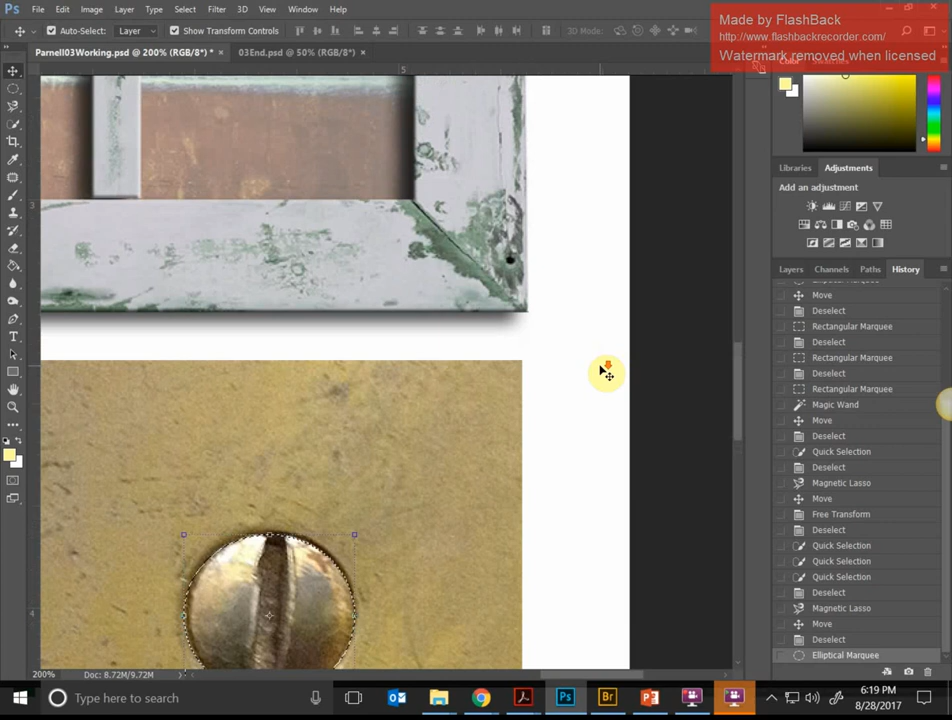 Ps File Edit Image Layer Type Select Filter 3D View Window Help
Made by FlashBack
http://www.flashbackrecorder.com/
Watermark removed when licensed
Auto-Select: Layer 3D Mode:
Parnell03Working.psd @ 200% (RGB/8*) * × 03End.psd @ 50% (RGB/8*) ×
5
Libraries Adjustments
Add an adjustment
3
Layers Channels Paths History
Move
Deselect
Rectangular Marquee
Deselect
Rectangular Marquee
Deselect
Rectangular Marquee
Magic Wand
Move
Deselect
Quick Selection
Deselect
Magnetic Lasso
Move
Free Transform
Deselect
Quick Selection
Quick Selection
Quick Selection
Deselect
Magnetic Lasso
4
Move
Deselect
Elliptical Marquee
200% Doc: 8.72M/9.72M
Type here to search
6:19 PM
8/28/2017